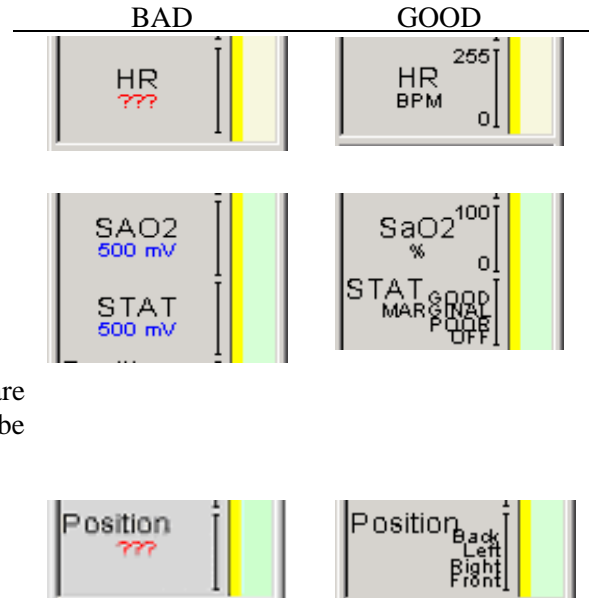 BAD GOOD
HR
???
HR
BPM
255
0
SAO2
500 mV
STAT
500 mV
SaO2
%
100
0
STAT
GOOD
MARGINAL
POOR
OFF
are
be
Position
???
Position
Back
Left
Right
Front